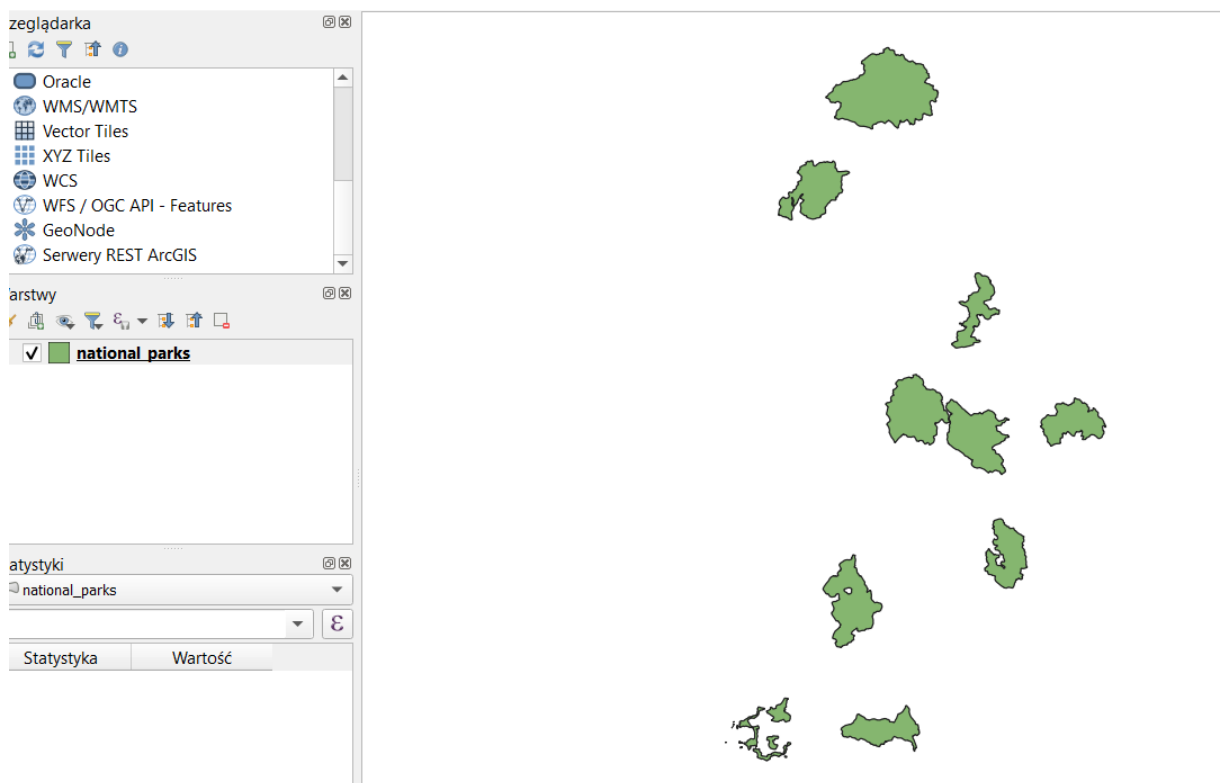 zeglądarka
Oracle
WMS/WMTS
Vector Tiles
XYZ Tiles
WCS
WFS / OGC API - Features
GeoNode
Serwery REST ArcGIS
arstwy
national_parks
atystyki
national_parks
Statystyka Wartość